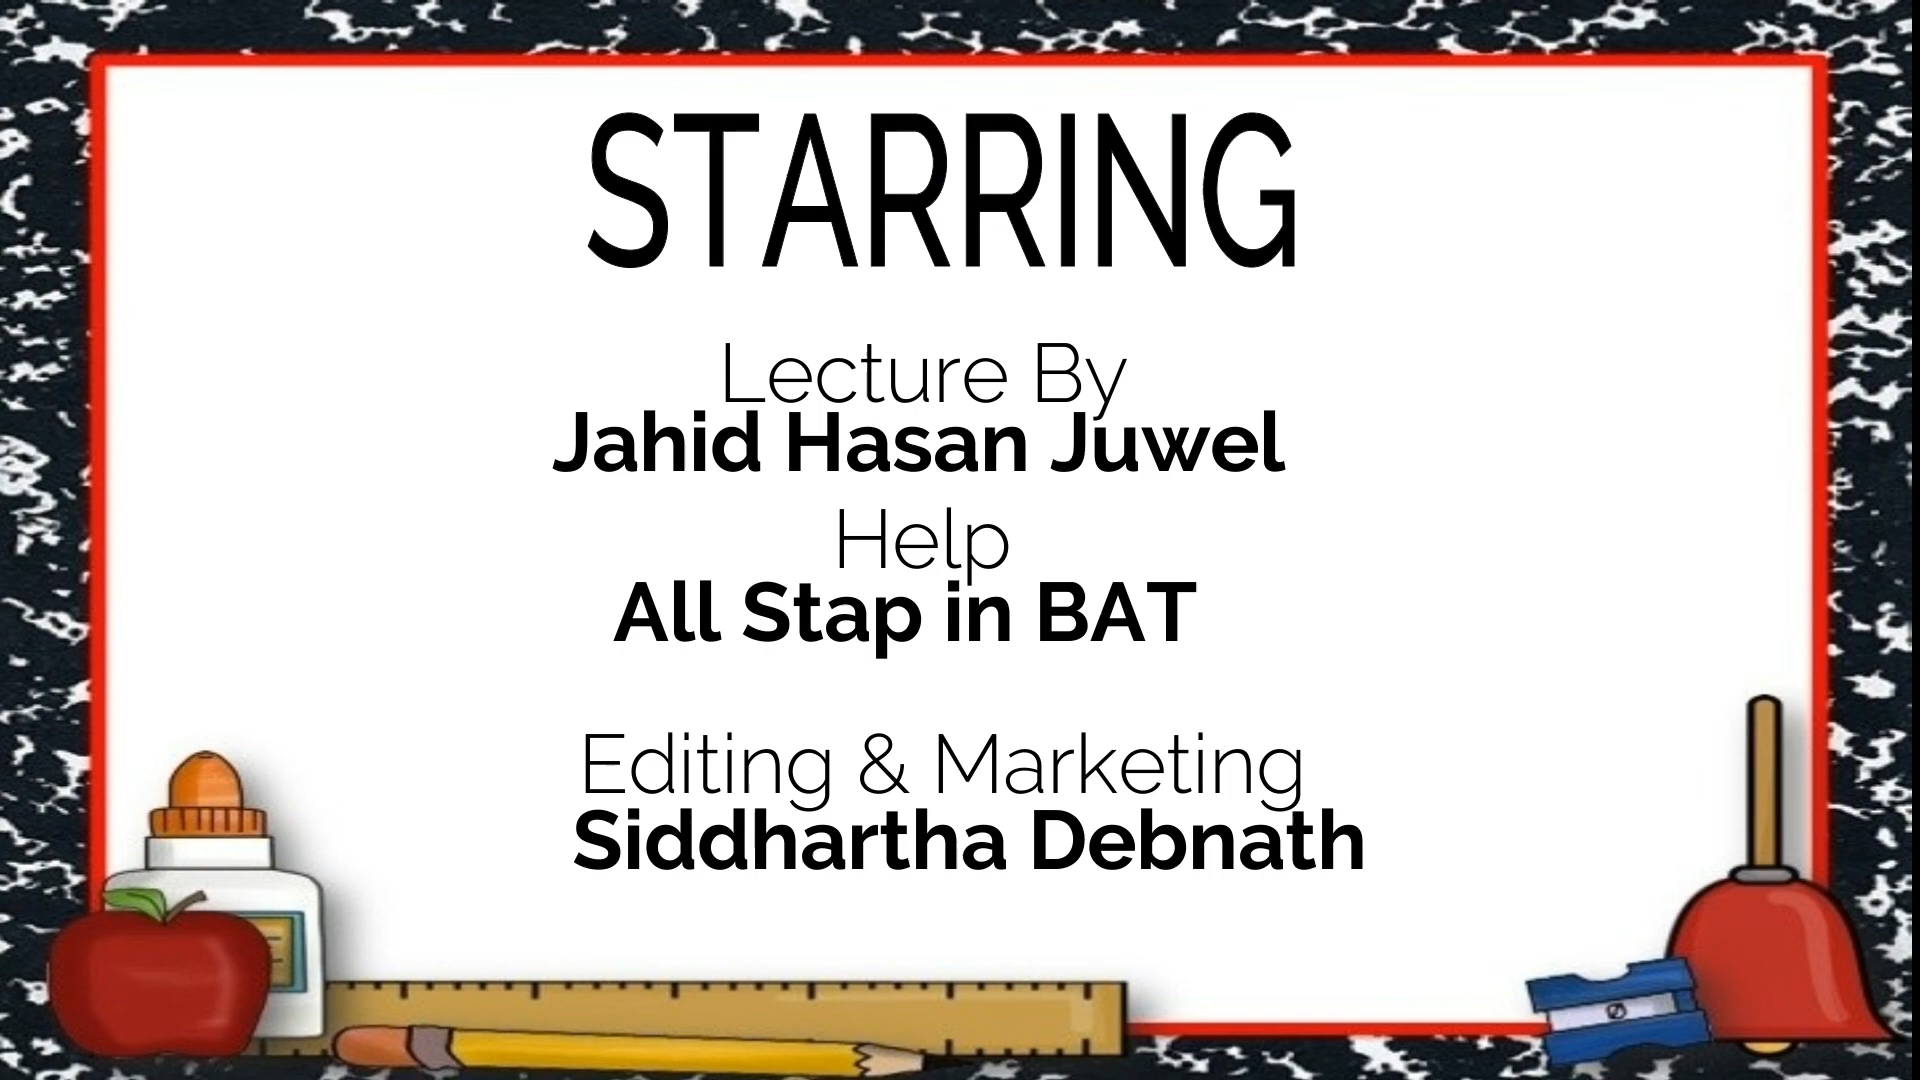 STARRING
Lecture By
Jahid Hasan Juwel
Help
All Stap in BAT
Editing & Marketing
Siddhartha Debnath